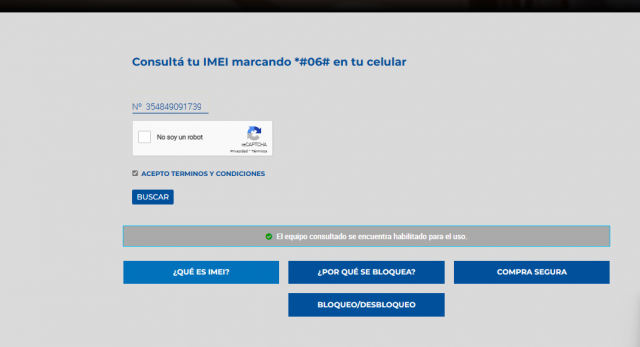 Consultá tu IMEI marcando *#06# en tu celular
Nº 354849091739
No soy un robot
reCAPTCHA
Privacidad - Términos
ACEPTO TERMINOS Y CONDICIONES
BUSCAR
El equipo consultado se encuentra habilitado para el uso.
¿QUÉ ES IMEI?
¿POR QUÉ SE BLOQUEA?
COMPRA SEGURA
BLOQUEO/DESBLOQUEO